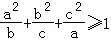 a²/b + b²/c + c²/a ⩾ 1